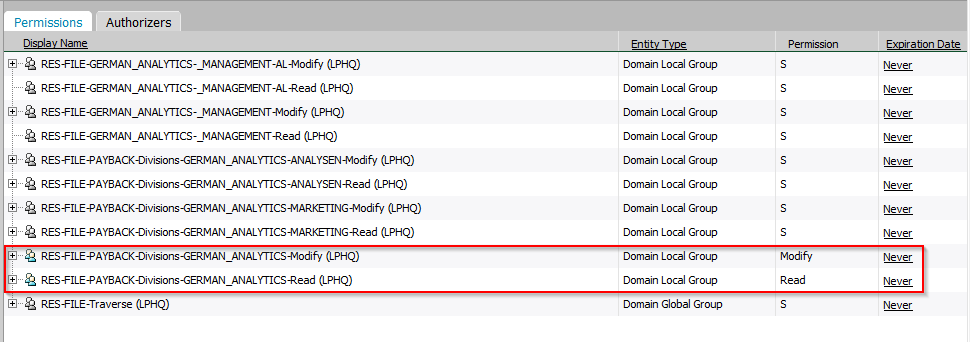 Permissions Authorizers
Display Name Entity Type Permission Expiration Date
RES-FILE-GERMAN_ANALYTICS-_MANAGEMENT-AL-Modify (LPHQ) Domain Local Group S Never
RES-FILE-GERMAN_ANALYTICS-_MANAGEMENT-AL-Read (LPHQ) Domain Local Group S Never
RES-FILE-GERMAN_ANALYTICS-_MANAGEMENT-Modify (LPHQ) Domain Local Group S Never
RES-FILE-GERMAN_ANALYTICS-_MANAGEMENT-Read (LPHQ) Domain Local Group S Never
RES-FILE-PAYBACK-Divisions-GERMAN_ANALYTICS-ANALYSEN-Modify (LPHQ) Domain Local Group S Never
RES-FILE-PAYBACK-Divisions-GERMAN_ANALYTICS-ANALYSEN-Read (LPHQ) Domain Local Group S Never
RES-FILE-PAYBACK-Divisions-GERMAN_ANALYTICS-MARKETING-Modify (LPHQ) Domain Local Group S Never
RES-FILE-PAYBACK-Divisions-GERMAN_ANALYTICS-MARKETING-Read (LPHQ) Domain Local Group S Never
RES-FILE-PAYBACK-Divisions-GERMAN_ANALYTICS-Modify (LPHQ) Domain Local Group Modify Never
RES-FILE-PAYBACK-Divisions-GERMAN_ANALYTICS-Read (LPHQ) Domain Local Group Read Never
RES-FILE-Traverse (LPHQ) Domain Global Group S Never